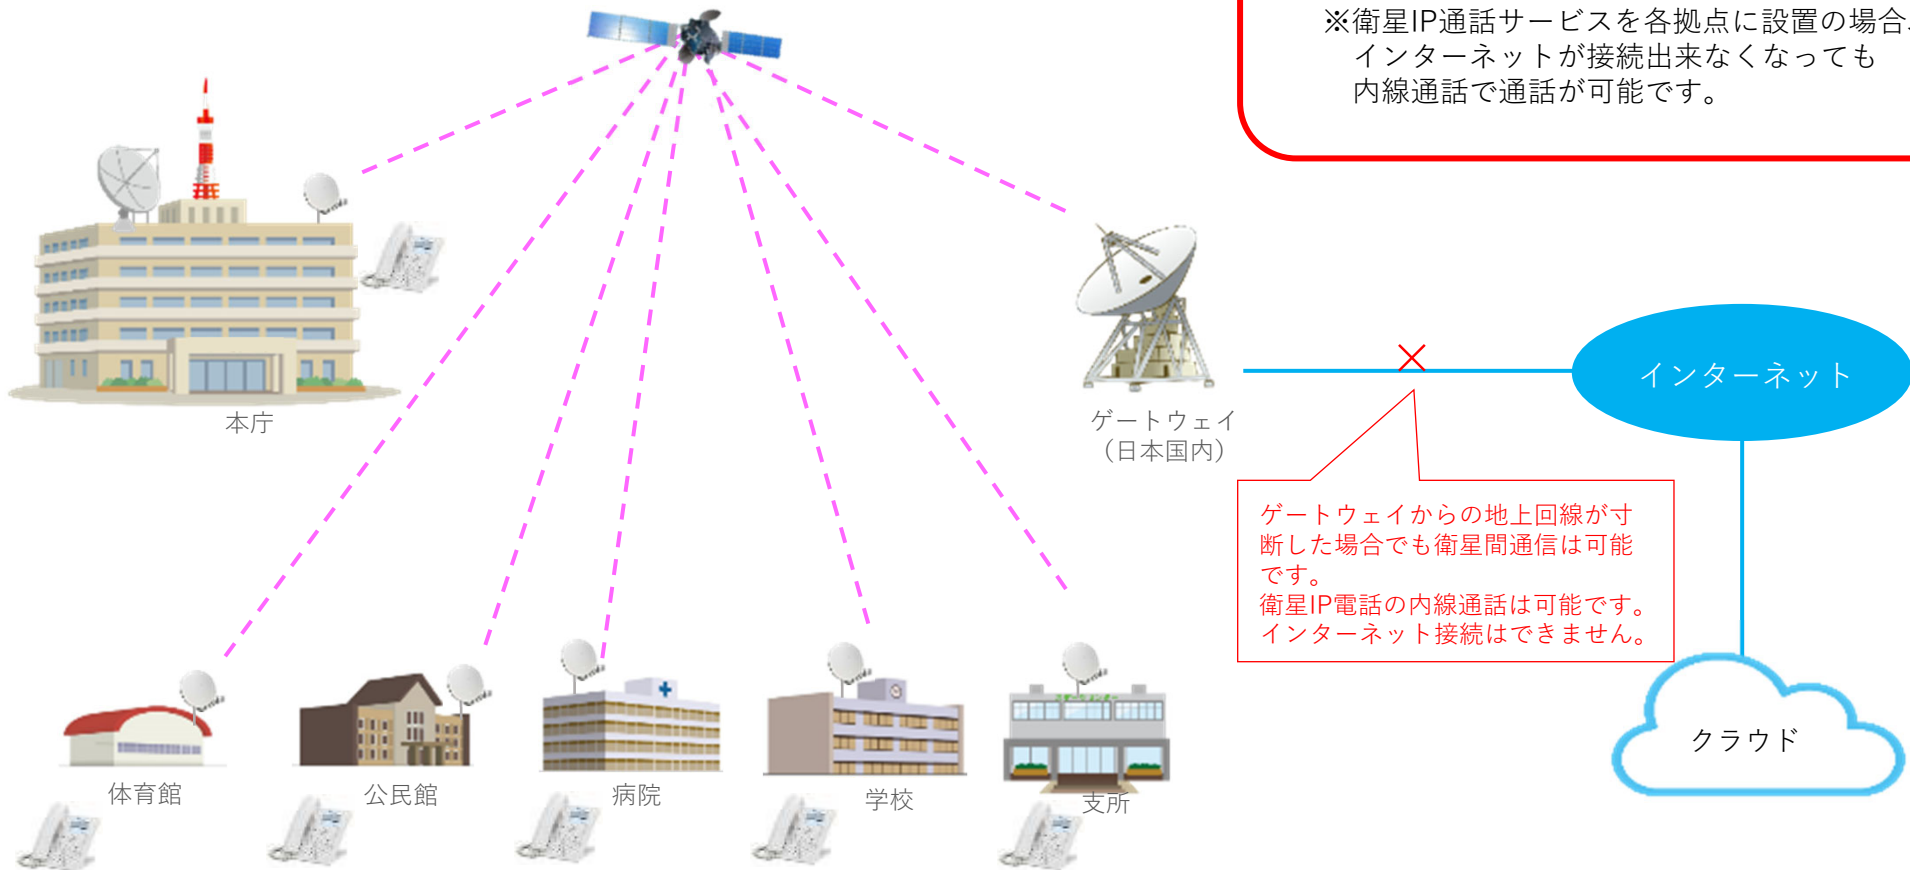 ※衛星IP通話サービスを各拠点に設置の場合、
インターネットが接続出来なくなっても
内線通話で通話が可能です。
本庁
ゲートウェイ
（日本国内）
インターネット
ゲートウェイからの地上回線が寸
断した場合でも衛星間通信は可能
です。
衛星IP電話の内線通話は可能です。
インターネット接続はできません。
クラウド
体育館
公民館
病院
学校
支所